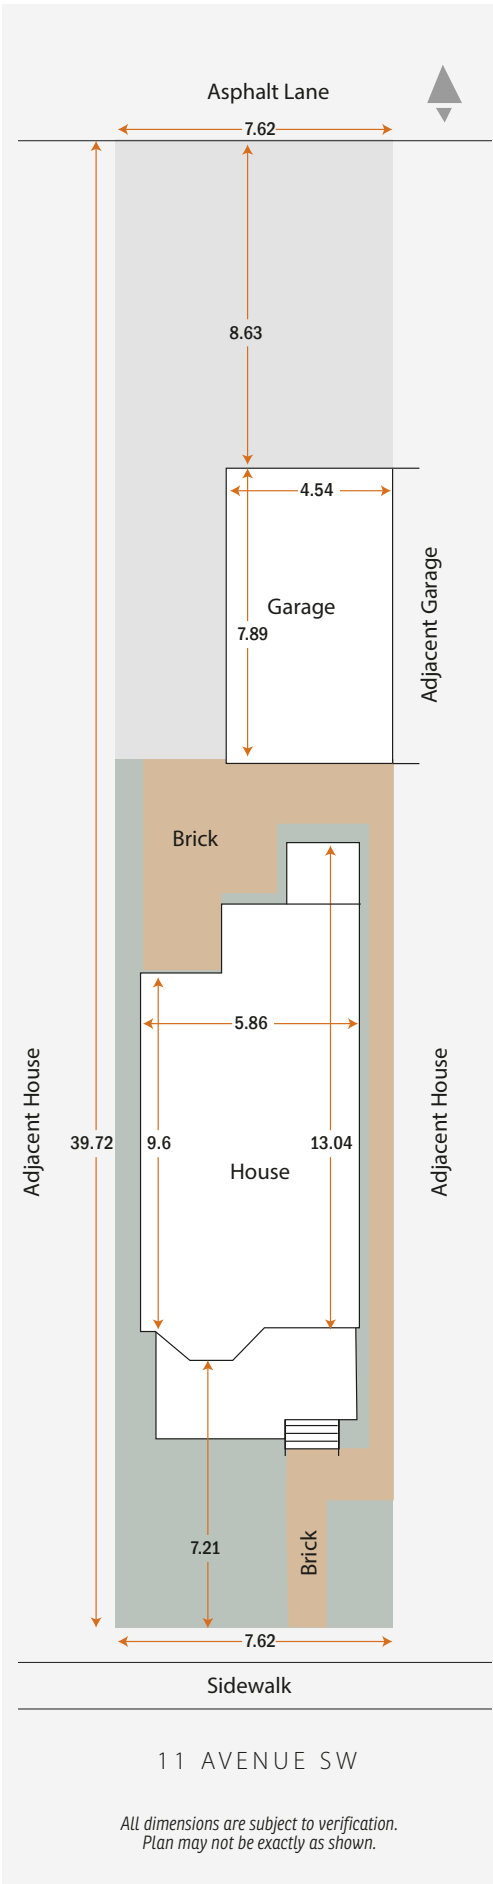 Asphalt Lane
7.62
8.63
4.54
Garage
7.89
Adjacent Garage
Brick
5.86
Adjacent House
39.72
9.6
13.04
House
Adjacent House
7.21
Brick
7.62
Sidewalk
11 AVENUE SW
All dimensions are subject to verification.
Plan may not be exactly as shown.